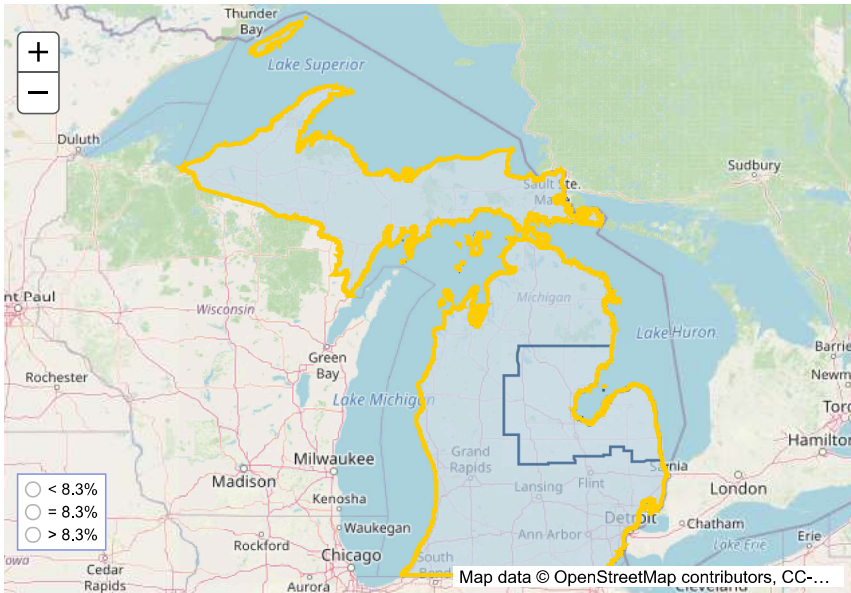 Thunder
Bay
+
−
Lake Superior
Duluth
Sudbury
Sault Ste.
Ma
nt Paul
Wisconsin
Michigan
Lake Huron
Green
Bay
Barrie
Rochester
Newm
Lake Michigan
Toro
Hamilton
Milwaukee
Grand
Rapids
Sarnia
Madison
London
< 8.3%
= 8.3%
> 8.3%
Kenosha
Lansing
Flint
Waukegan
Detroit
Chatham
Rockford
Ann Arbor
Lake Erie
Erie
Chicago
Iowa
South
Bend
Cedar
Rapids
Aurora
Map data © OpenStreetMap contributors, CC-…
Cleveland